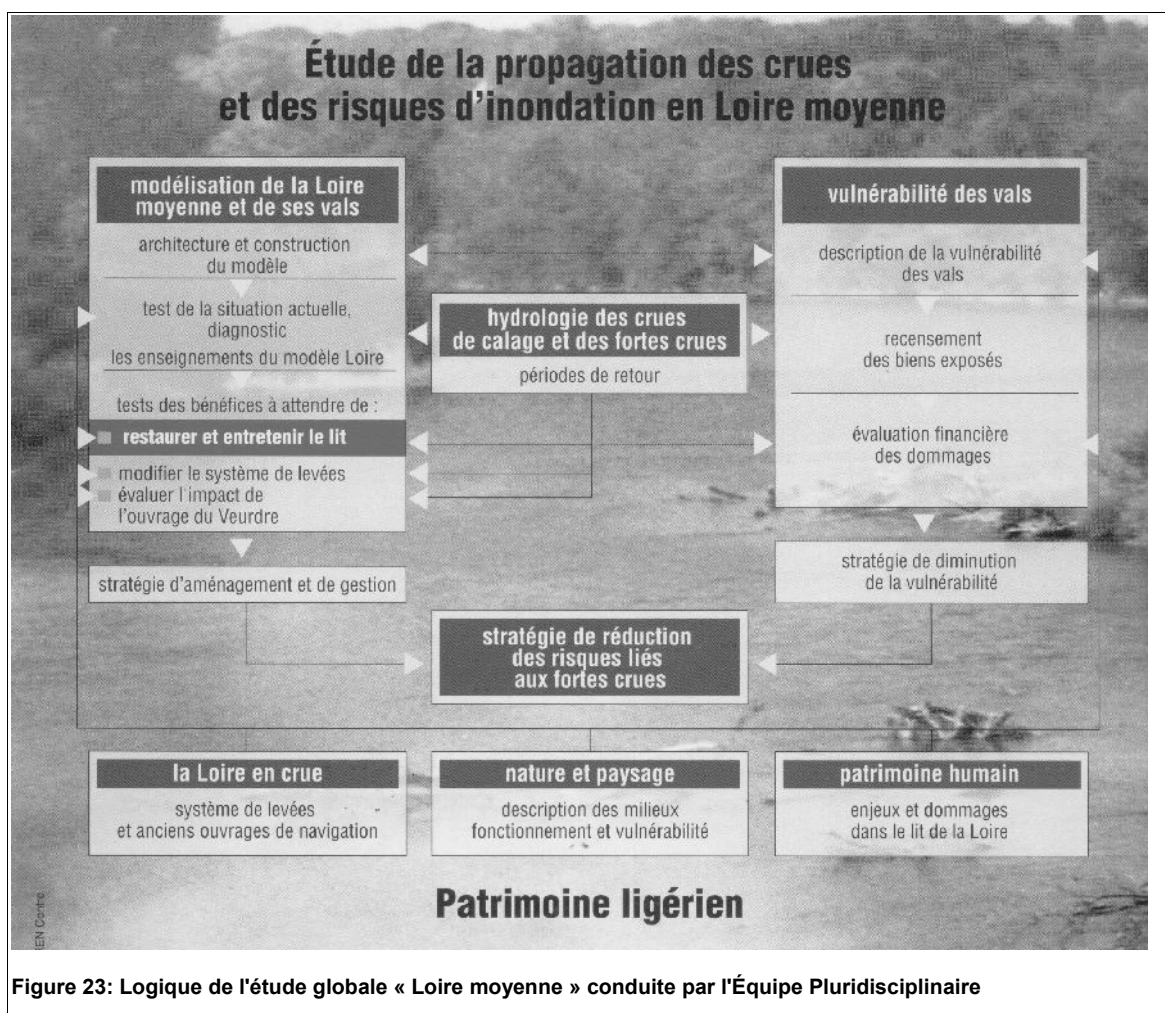 Étude de la propagation des crues
et des risques d'inondation en Loire moyenne
modélisation de la Loire
moyenne et de ses vals
architecture et construction
du modèle
test de la situation actuelle,
diagnostic
les enseignements du modèle Loire
tests des bénéfices à attendre de :
restaurer et entretenir le lit
modifier le système de levées
évaluer l'impact de
l'ouvrage du Veurdre
stratégie d'aménagement et de gestion
hydrologie des crues
de calage et des fortes crues
périodes de retour
vulnérabilité des vals
description de la vulnérabilité
des vals
recensement
des biens exposés
évaluation financière
des dommages
stratégie de diminution
de la vulnérabilité
stratégie de réduction
des risques liés
aux fortes crues
la Loire en crue
système de levées
et anciens ouvrages de navigation
nature et paysage
description des milieux
fonctionnement et vulnérabilité
patrimoine humain
enjeux et dommages
dans le lit de la Loire
Patrimoine ligérien
Figure 23: Logique de l'étude globale « Loire moyenne » conduite par l'Équipe Pluridisciplinaire